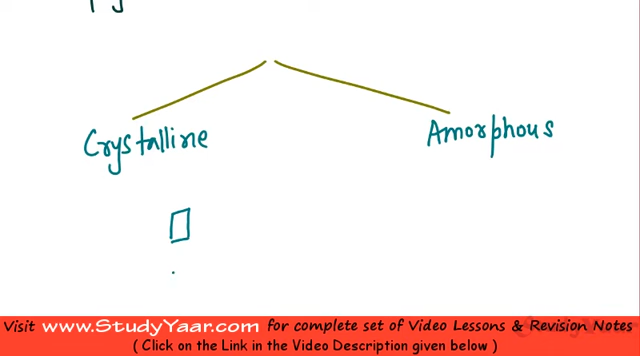 Crystalline
Amorphous
Visit www.StudyYaar.com for complete set of Video Lessons & Revision Notes
( Click on the Link in the Video Description given below )